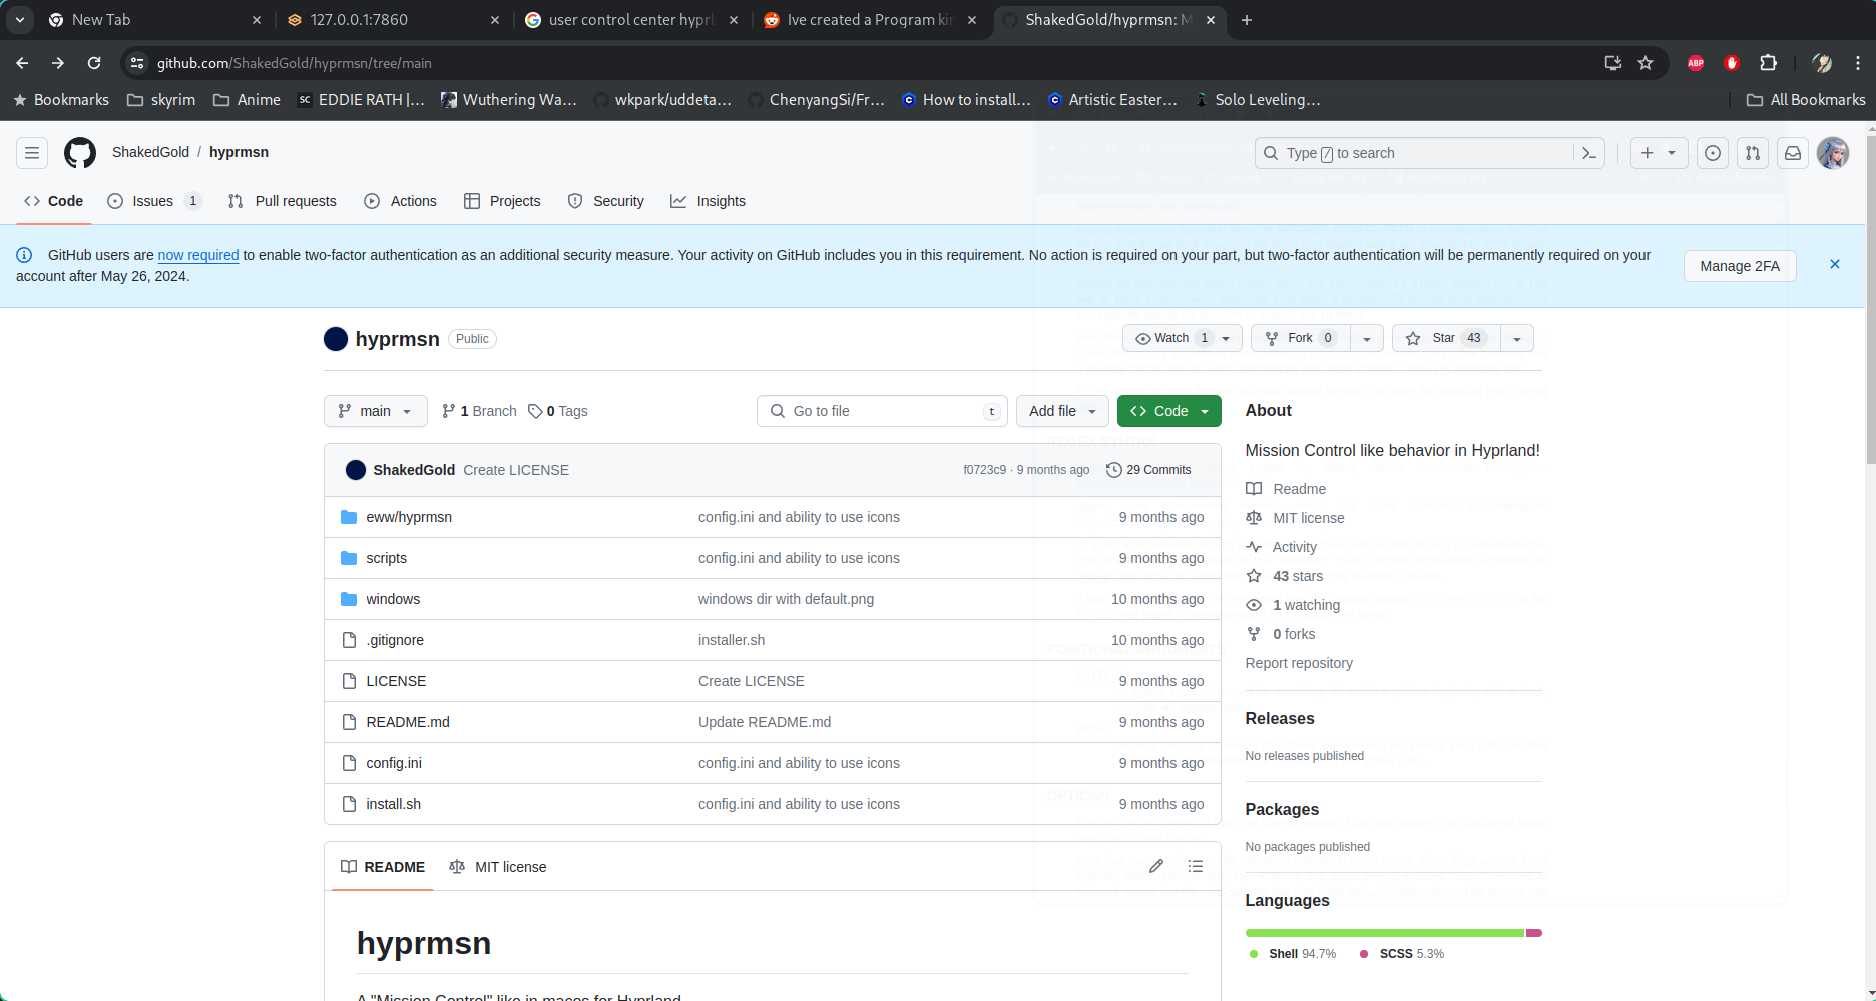 New Tab
127.0.0.1:7860
user control center hyprl
Ive created a Program kin
ShakedGold/hyprmsn: M
github.com/ShakedGold/hyprmsn/tree/main
ABP
Bookmarks
skyrim
Anime
SC EDDIE RATH |...
Wuthering Wa...
wkpark/uddeta...
ChenyangSi/Fr...
How to install...
Artistic Easter...
Solo Leveling...
All Bookmarks
ShakedGold / hyprmsn
Type / to search
Code
Issues 1
Pull requests
Actions
Projects
Security
Insights
GitHub users are now required to enable two-factor authentication as an additional security measure. Your activity on GitHub includes you in this requirement. No action is required on your part, but two-factor authentication will be permanently required on your
account after May 26, 2024.
Manage 2FA
hyprmsn Public
Watch 1
Fork 0
Star 43
main
1 Branch
0 Tags
Go to file t
Add file
Code
ShakedGold Create LICENSE f0723c9 · 9 months ago 29 Commits
eww/hyprmsn config.ini and ability to use icons 9 months ago
scripts config.ini and ability to use icons 9 months ago
windows windows dir with default.png 10 months ago
.gitignore installer.sh 10 months ago
LICENSE Create LICENSE 9 months ago
README.md Update README.md 9 months ago
config.ini config.ini and ability to use icons 9 months ago
install.sh config.ini and ability to use icons 9 months ago
README
MIT license
hyprmsn
A "Mission Control" like in macos for Hyprland
About
Mission Control like behavior in Hyprland!
Readme
MIT license
Activity
43 stars
1 watching
0 forks
Report repository
Releases
No releases published
Packages
No packages published
Languages
Shell 94.7%
SCSS 5.3%